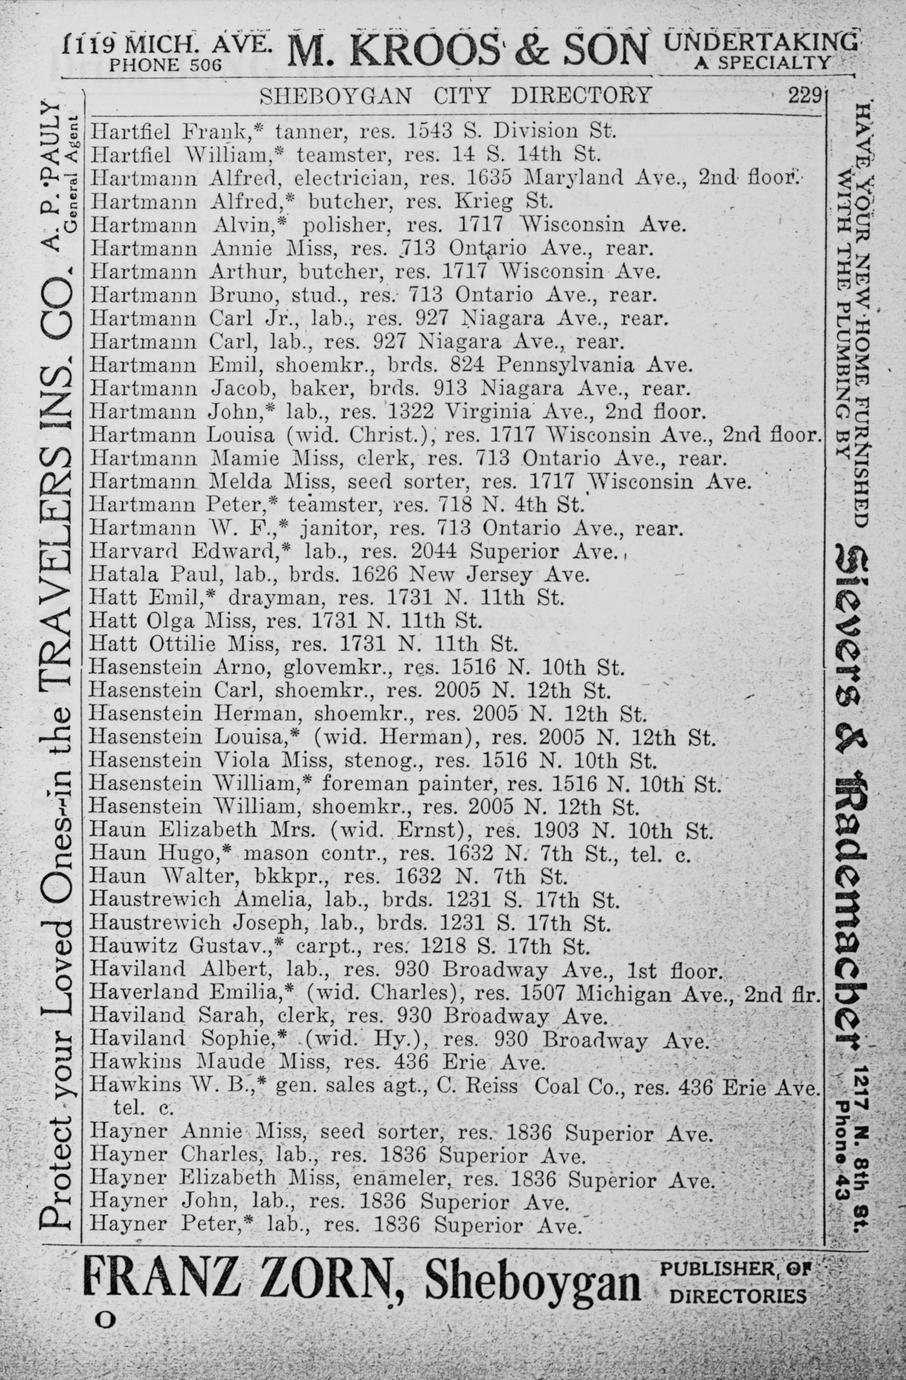 1119 MICH. AVE.
PHONE 506
M. KROOS & SON
UNDERTAKING
A SPECIALTY
SHEBOYGAN CITY DIRECTORY 229
Hartfiel Frank,* tanner, res. 1543 S. Division St.
Hartfiel William,* teamster, res. 14 S. 14th St.
Hartmann Alfred, electrician, res. 1635 Maryland Ave., 2nd floor.
Hartmann Alfred,* butcher, res. Krieg St.
Hartmann Alvin,* polisher, res. 1717 Wisconsin Ave.
Hartmann Annie Miss, res. 713 Ontario Ave., rear.
Hartmann Arthur, butcher, res. 1717 Wisconsin Ave.
Hartmann Bruno, stud., res. 713 Ontario Ave., rear.
Hartmann Carl Jr., lab., res. 927 Niagara Ave., rear.
Hartmann Carl, lab., res. 927 Niagara Ave., rear.
Hartmann Emil, shoemkr., brds. 824 Pennsylvania Ave.
Hartmann Jacob, baker, brds. 913 Niagara Ave., rear.
Hartmann John,* lab., res. 1322 Virginia Ave., 2nd floor.
Hartmann Louisa (wid. Christ.), res. 1717 Wisconsin Ave., 2nd floor.
Hartmann Mamie Miss, clerk, res. 713 Ontario Ave., rear.
Hartmann Melda Miss, seed sorter, res. 1717 Wisconsin Ave.
Hartmann Peter,* teamster, res. 718 N. 4th St.
Hartmann W. F.,* janitor, res. 713 Ontario Ave., rear.
Harvard Edward,* lab., res. 2044 Superior Ave.
Hatala Paul, lab., brds. 1626 New Jersey Ave.
Hatt Emil,* drayman, res. 1731 N. 11th St.
Hatt Olga Miss, res. 1731 N. 11th St.
Hatt Ottilie Miss, res. 1731 N. 11th St.
Hasenstein Arno, glovemkr., res. 1516 N. 10th St.
Hasenstein Carl, shoemkr., res. 2005 N. 12th St.
Hasenstein Herman, shoemkr., res. 2005 N. 12th St.
Hasenstein Louisa,* (wid. Herman), res. 2005 N. 12th St.
Hasenstein Viola Miss, stenog., res. 1516 N. 10th St.
Hasenstein William,* foreman painter, res. 1516 N. 10th St.
Hasenstein William, shoemkr., res. 2005 N. 12th St.
Haun Elizabeth Mrs. (wid. Ernst), res. 1903 N. 10th St.
Haun Hugo,* mason contr., res. 1632 N. 7th St., tel. c.
Haun Walter, bkkpr., res. 1632 N. 7th St.
Haustrewich Amelia, lab., brds. 1231 S. 17th St.
Haustrewich Joseph, lab., brds. 1231 S. 17th St.
Hauwitz Gustav.,* carpt., res. 1218 S. 17th St.
Haviland Albert, lab., res. 930 Broadway Ave., 1st floor.
Haverland Emilia,* (wid. Charles), res. 1507 Michigan Ave., 2nd flr.
Haviland Sarah, clerk, res. 930 Broadway Ave.
Haviland Sophie,* (wid. Hy.), res. 930 Broadway Ave.
Hawkins Maude Miss, res. 436 Erie Ave.
Hawkins W. B.,* gen. sales agt., C. Reiss Coal Co., res. 436 Erie Ave.
tel. c.
Hayner Annie Miss, seed sorter, res. 1836 Superior Ave.
Hayner Charles, lab., res. 1836 Superior Ave.
Hayner Elizabeth Miss, enameler, res. 1836 Superior Ave.
Hayner John, lab., res. 1836 Superior Ave.
Hayner Peter,* lab., res. 1836 Superior Ave.
Protect your Loved Ones--in the TRAVELERS INS. CO. A. P. PAULY
General Agent
HAVE YOUR NEW HOME FURNISHED
WITH THE PLUMBING BY
Sievers & Rademacher
1217 N. 8th St.
Phone 43
FRANZ ZORN, Sheboygan
PUBLISHER OF
DIRECTORIES
O